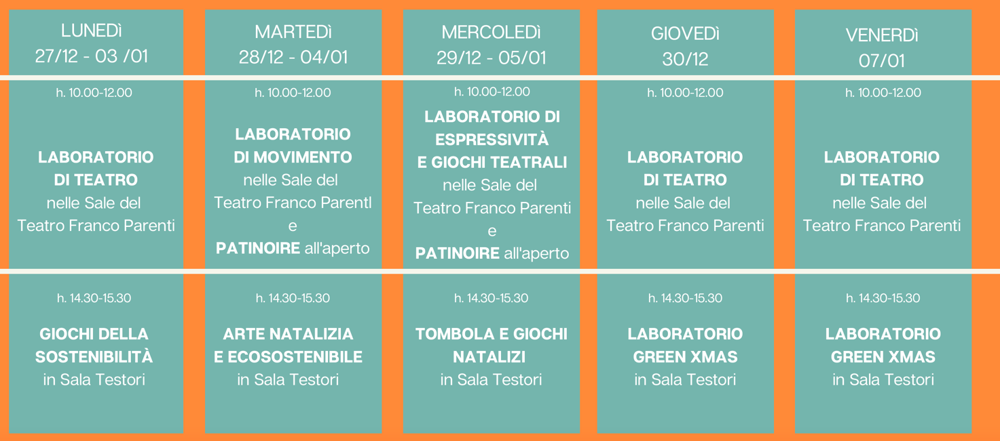 LUNEDì
27/12 - 03 /01
h. 10.00-12.00
LABORATORIO
DI TEATRO
nelle Sale del
Teatro Franco Parenti
h. 14.30-15.30
GIOCHI DELLA
SOSTENIBILITÀ
in Sala Testori
MARTEDì
28/12 - 04/01
h. 10.00-12.00
LABORATORIO
DI MOVIMENTO
nelle Sale del
Teatro Franco ParentI
e
PATINOIRE all'aperto
h. 14.30-15.30
ARTE NATALIZIA
E ECOSOSTENIBILE
in Sala Testori
MERCOLEDì
29/12 - 05/01
h. 10.00-12.00
LABORATORIO DI
ESPRESSIVITÀ
E GIOCHI TEATRALI
nelle Sale del
Teatro Franco Parenti
e
PATINOIRE all'aperto
h. 14.30-15.30
TOMBOLA E GIOCHI
NATALIZI
in Sala Testori
GIOVEDì
30/12
h. 10.00-12.00
LABORATORIO
DI TEATRO
nelle Sale del
Teatro Franco Parenti
h. 14.30-15.30
LABORATORIO
GREEN XMAS
in Sala Testori
VENERDì
07/01
h. 10.00-12.00
LABORATORIO
DI TEATRO
nelle Sale del
Teatro Franco Parenti
h. 14.30-15.30
LABORATORIO
GREEN XMAS
in Sala Testori